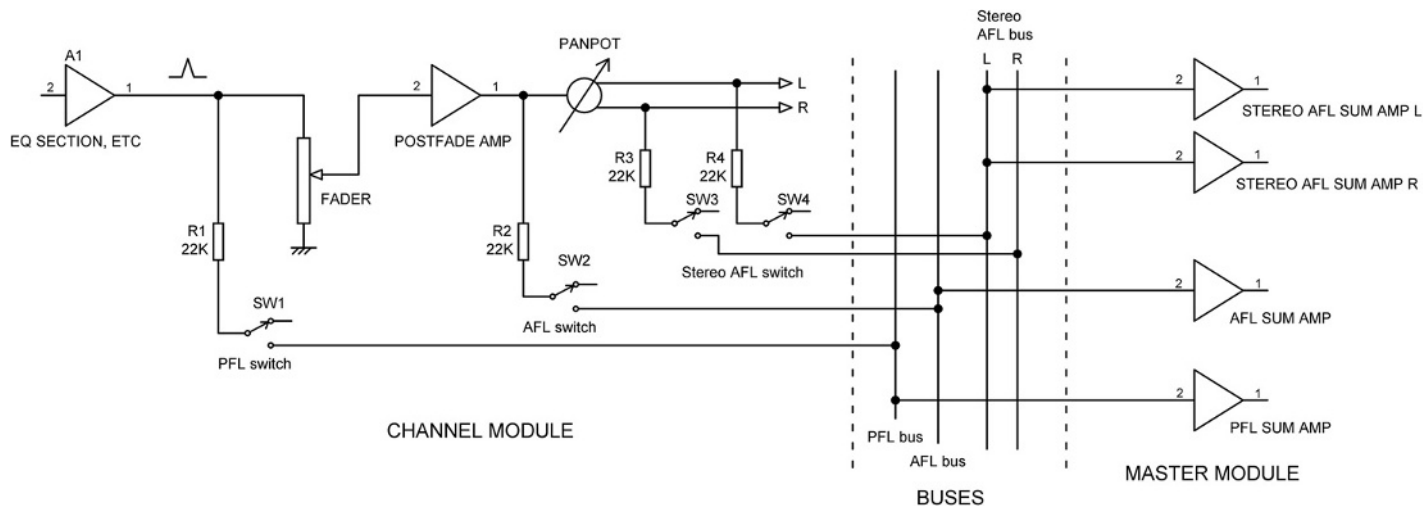 Stereo
AFL bus
L R
A1
2 1
EQ SECTION, ETC
2 1
POSTFADE AMP
PANPOT
L
R
2 1
STEREO AFL SUM AMP L
2 1
STEREO AFL SUM AMP R
R3
22K
R4
22K
FADER
SW3
SW4
Stereo AFL switch
R1
22K
R2
22K
SW2
AFL switch
2 1
AFL SUM AMP
SW1
PFL switch
2 1
PFL SUM AMP
CHANNEL MODULE
PFL bus
AFL bus
BUSES
MASTER MODULE